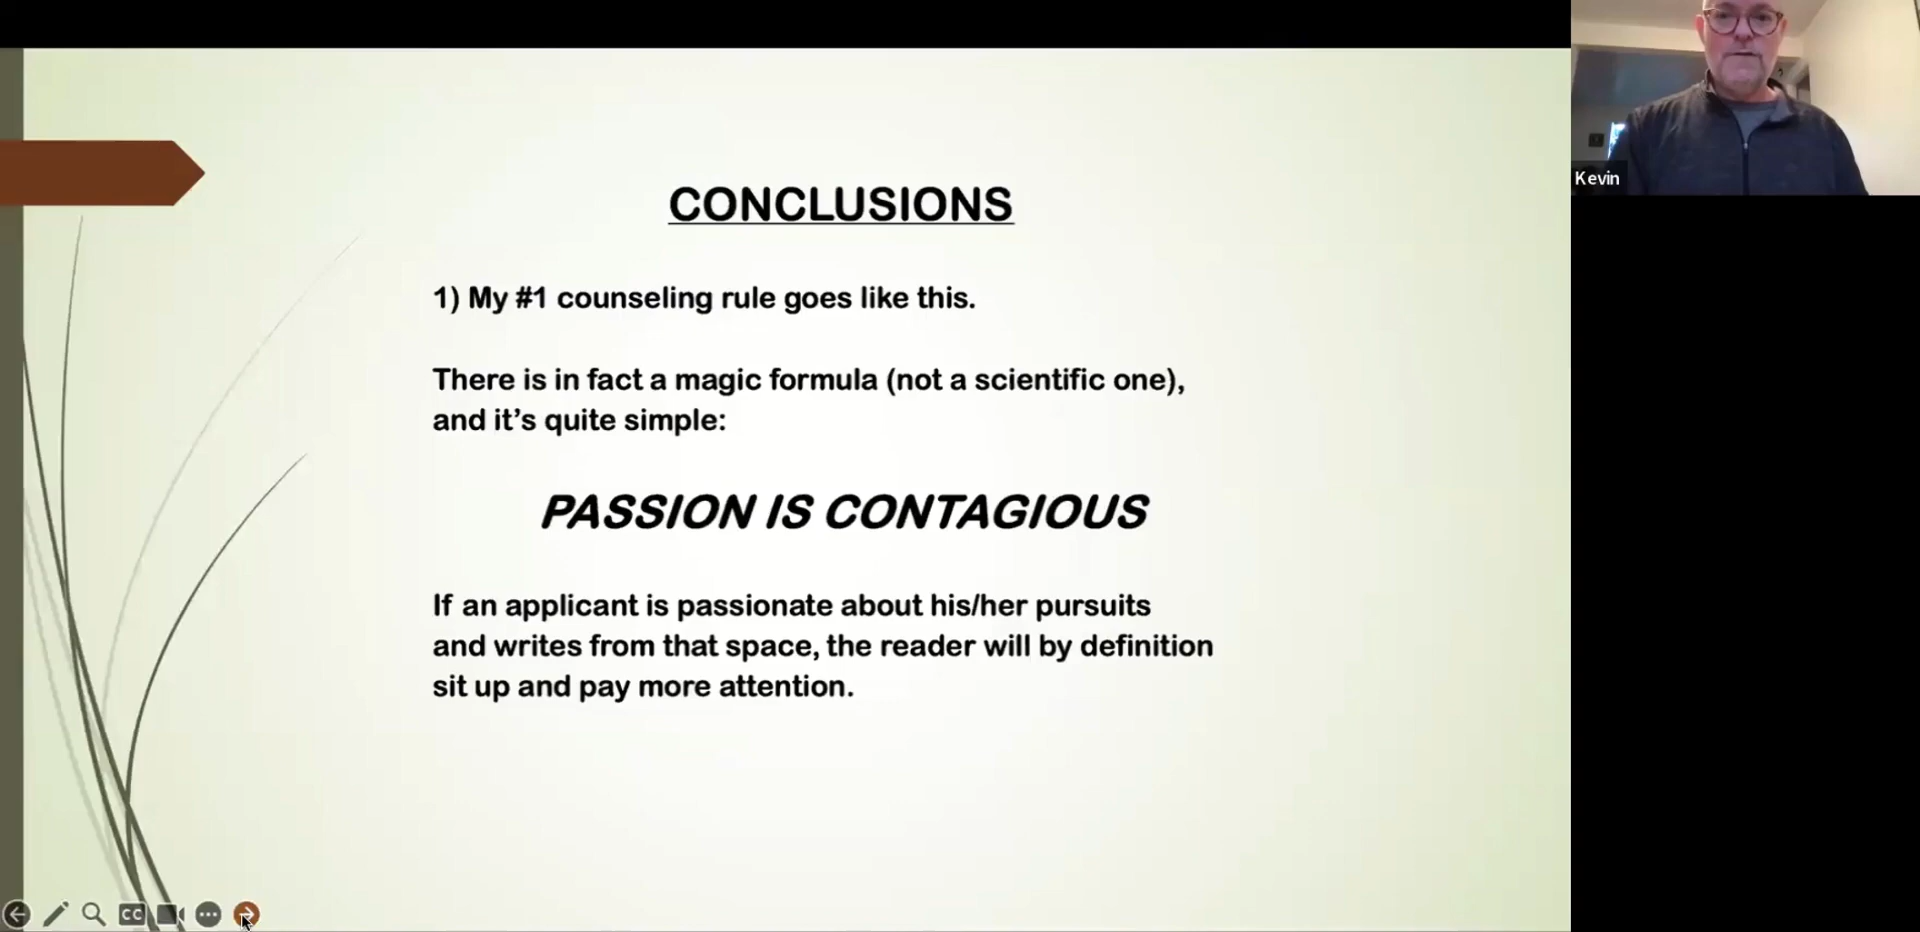 CONCLUSIONS
1) My #1 counseling rule goes like this.
There is in fact a magic formula (not a scientific one),
and it’s quite simple:
PASSION IS CONTAGIOUS
If an applicant is passionate about his/her pursuits
and writes from that space, the reader will by definition
sit up and pay more attention.
Kevin
CC